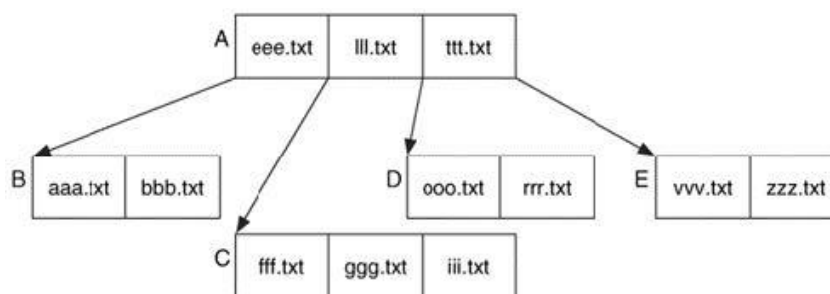 A eee.txt lll.txt ttt.txt
B aaa.txt bbb.txt
D ooo.txt rrr.txt
E vvv.txt zzz.txt
C fff.txt ggg.txt iii.txt